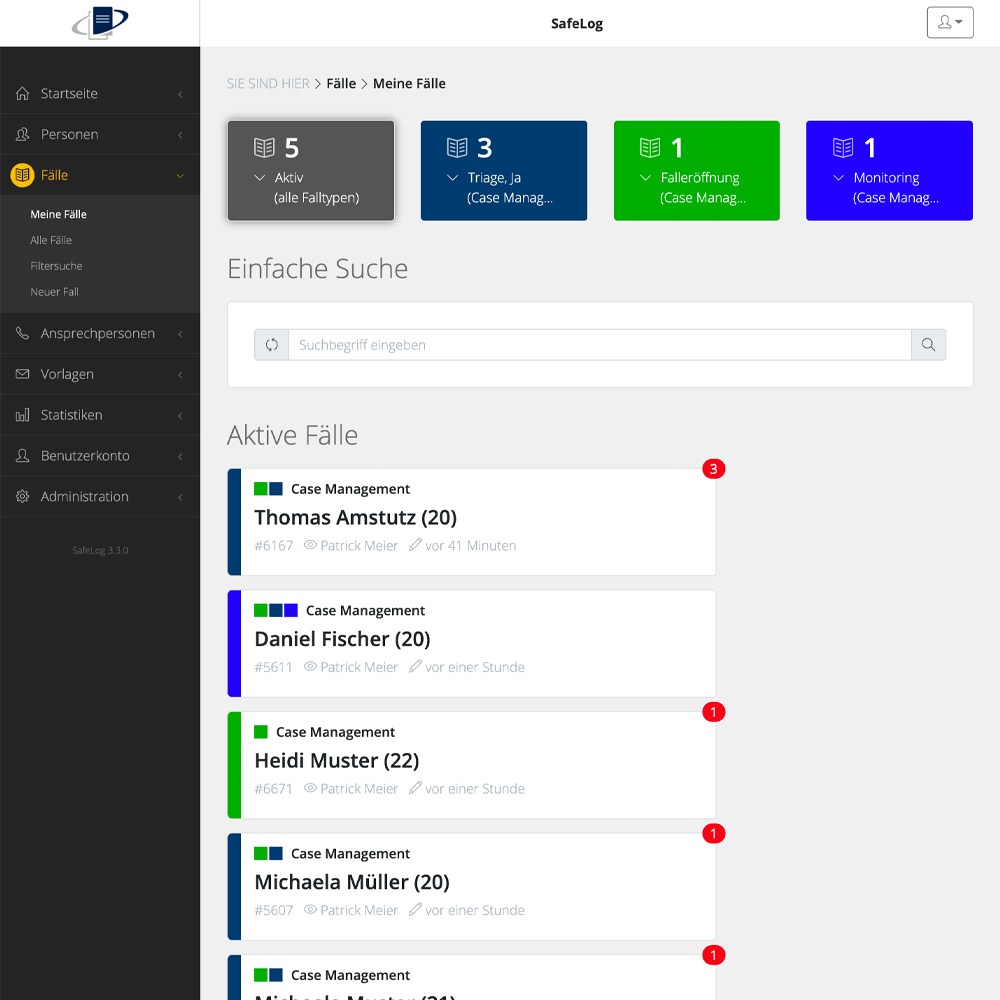 SafeLog
Startseite
Personen
Fälle
Meine Fälle
Alle Fälle
Filtersuche
Neuer Fall
Ansprechpersonen
Vorlagen
Statistiken
Benutzerkonto
Administration
SafeLog 3.3.0
SIE SIND HIER > Fälle > Meine Fälle
5
Aktiv
(alle Falltypen)
3
Triage, Ja
(Case Manag...
1
Falleröffnung
(Case Manag...
1
Monitoring
(Case Manag...
Einfache Suche
Suchbegriff eingeben
Aktive Fälle
3
Case Management
Thomas Amstutz (20)
#6167 Patrick Meier vor 41 Minuten
Case Management
Daniel Fischer (20)
#5611 Patrick Meier vor einer Stunde
1
Case Management
Heidi Muster (22)
#6671 Patrick Meier vor einer Stunde
1
Case Management
Michaela Müller (20)
#5607 Patrick Meier vor einer Stunde
1
Case Management
Michaela Muster (21)